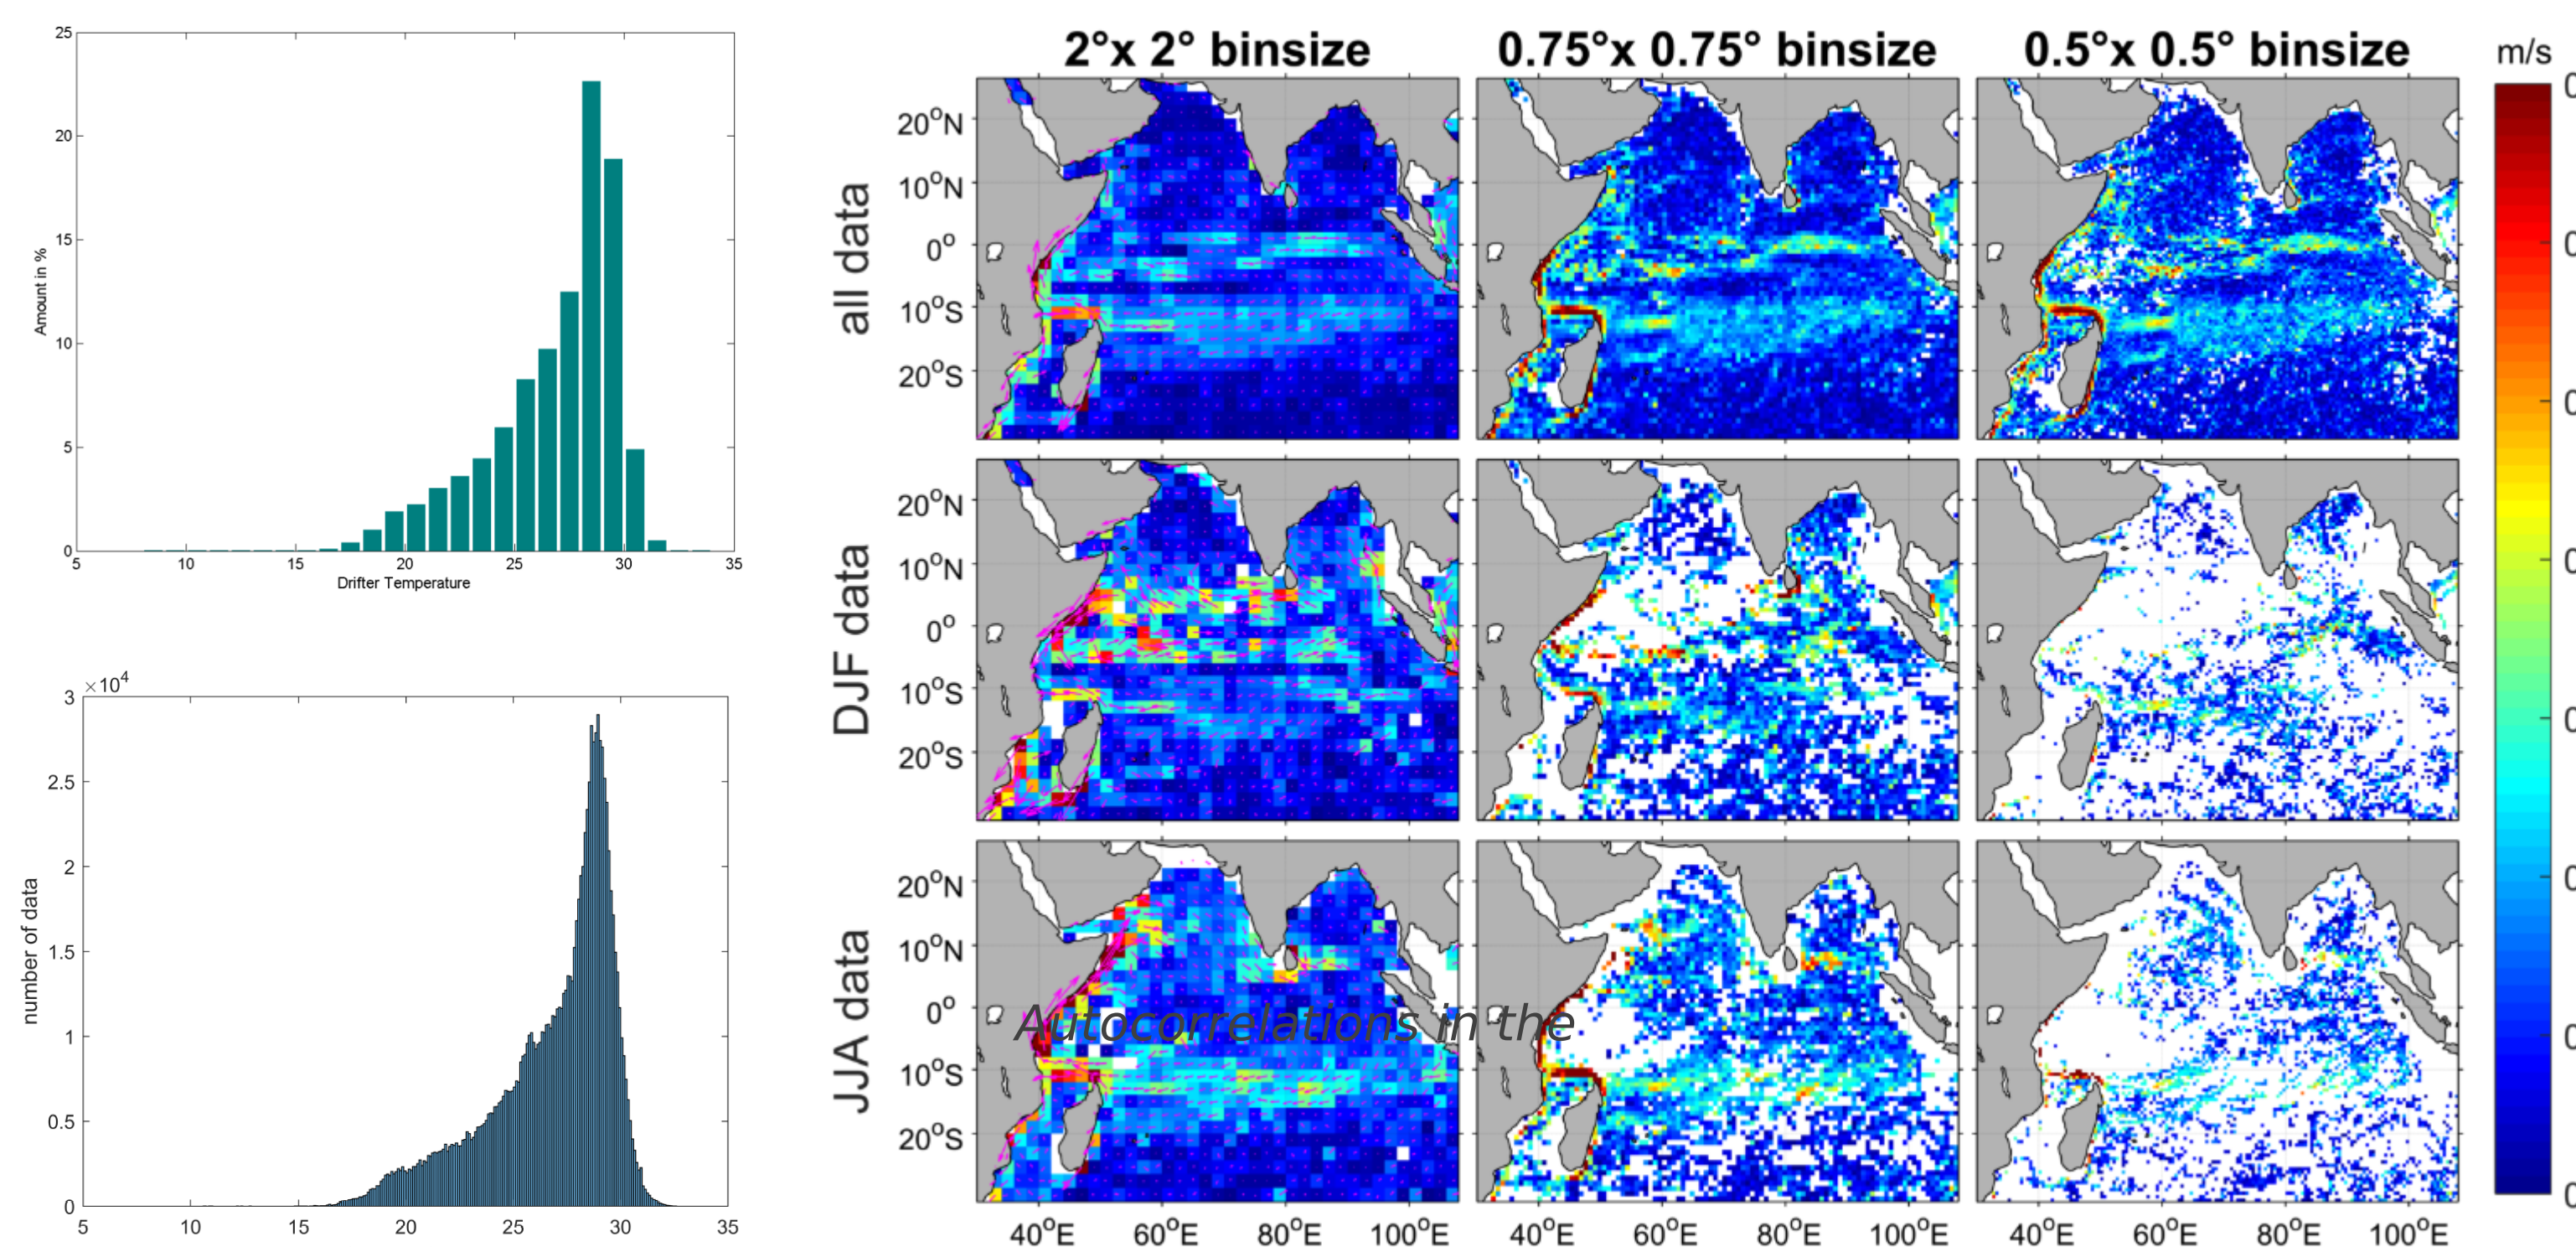 25
20
15
10
5
0
Amount in %
5 10 15 20 25 30 35
Drifter Temperature
×10⁴
3
2.5
2
1.5
1
0.5
0
number of data
5 10 15 20 25 30 35
2°x 2° binsize 0.75°x 0.75° binsize 0.5°x 0.5° binsize m/s
all data
20°N
10°N
0°
10°S
20°S
DJF data
20°N
10°N
0°
10°S
20°S
JJA data
20°N
10°N
0°
10°S
20°S
Autocorrelations in the
40°E 60°E 80°E 100°E 40°E 60°E 80°E 100°E 40°E 60°E 80°E 100°E